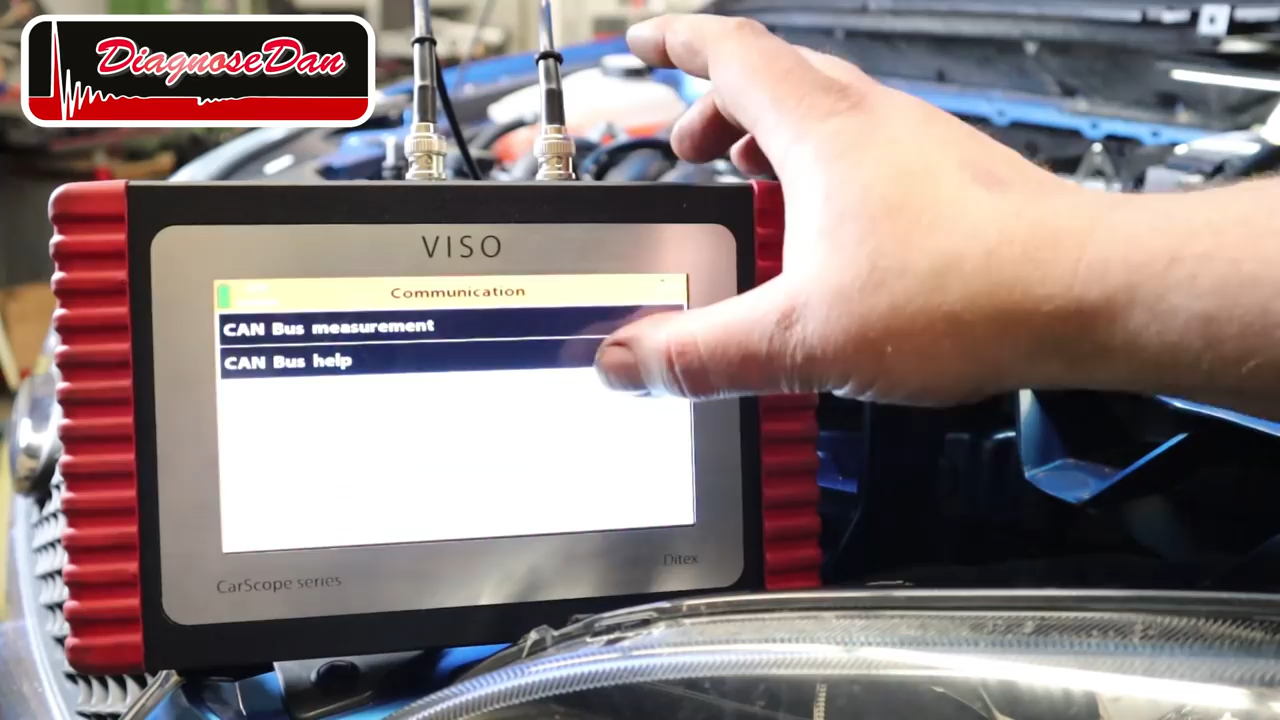 DiagnoseDan
VISO
Communication
CAN Bus measurement
CAN Bus help
CarScope series
Ditex